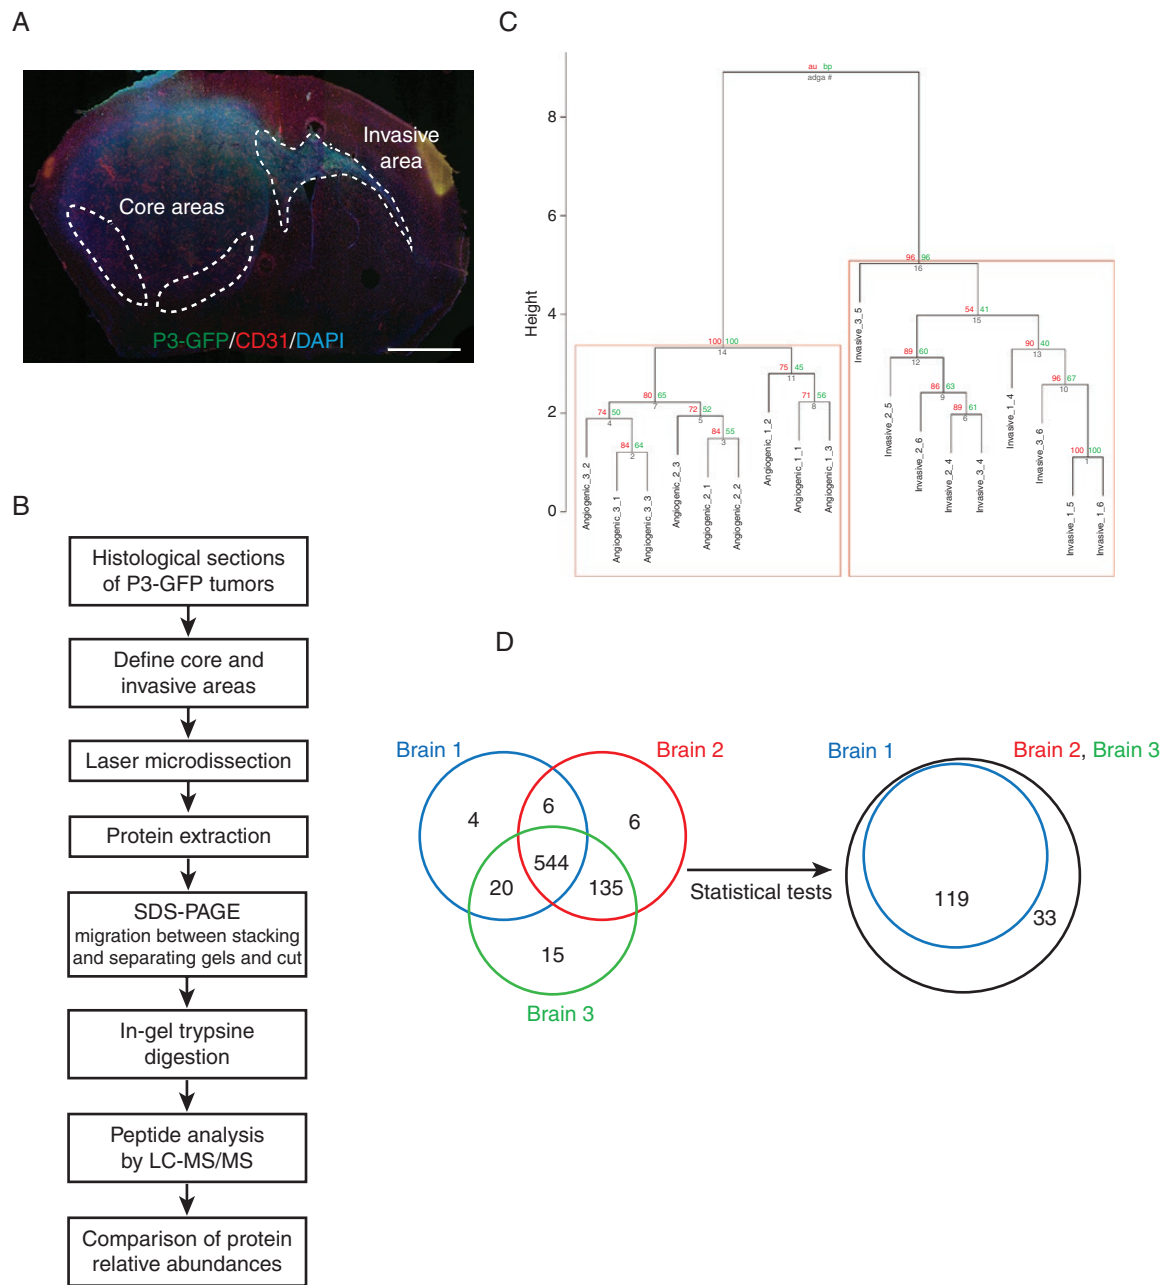 A
Invasive
area
Core areas
P3-GFP/CD31/DAPI
B
Histological sections
of P3-GFP tumors
Define core and
invasive areas
Laser microdissection
Protein extraction
SDS-PAGE
migration between stacking
and separating gels and cut
In-gel trypsine
digestion
Peptide analysis
by LC-MS/MS
Comparison of protein
relative abundances
C
Height
8
6
4
2
0
au bp
adga #
96 96
16
54 41
15
89 60
12
90 40
13
86 63
9
96 67
10
89 61
6
100 100
1
100 100
14
75 45
11
80 65
7
71 56
8
74 50
4
72 52
5
84 64
2
84 55
3
Angiogenic_3_2
Angiogenic_3_1
Angiogenic_3_3
Angiogenic_2_3
Angiogenic_2_1
Angiogenic_2_2
Angiogenic_1_2
Angiogenic_1_1
Angiogenic_1_3
Invasive_3_5
Invasive_2_5
Invasive_2_6
Invasive_2_4
Invasive_3_4
Invasive_1_4
Invasive_3_6
Invasive_1_5
Invasive_1_6
D
Brain 1
Brain 2
4
6
6
544
20
135
15
Brain 3
Statistical tests
Brain 1
Brain 2, Brain 3
119
33